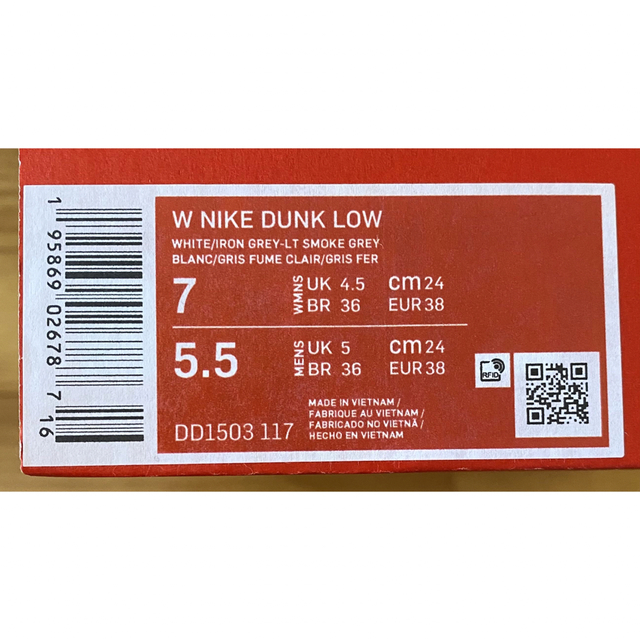 W NIKE DUNK LOW
WHITE/IRON GREY-LT SMOKE GREY
BLANC/GRIS FUME CLAIR/GRIS FER
7 WMNS UK 4.5 cm 24
BR 36 EUR 38
5.5 MENS UK 5 cm 24
BR 36 EUR 38
RFID
MADE IN VIETNAM /
FABRIQUE AU VIETNAM /
FABRICADO NO VIETNÃ /
HECHO EN VIETNAM
DD1503 117
1 95869 02678 7 16